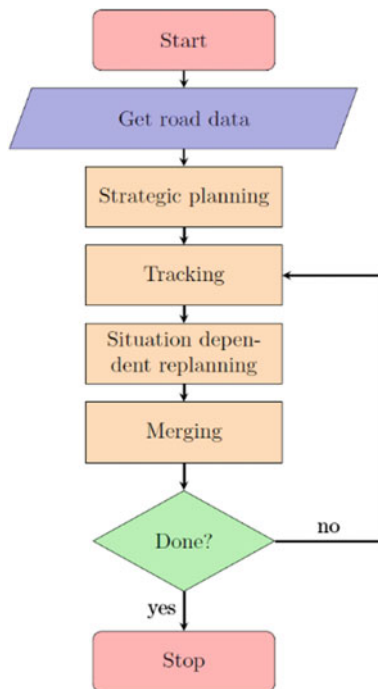 Start
Get road data
Strategic planning
Tracking
Situation depen-
dent replanning
Merging
Done?
no
yes
Stop